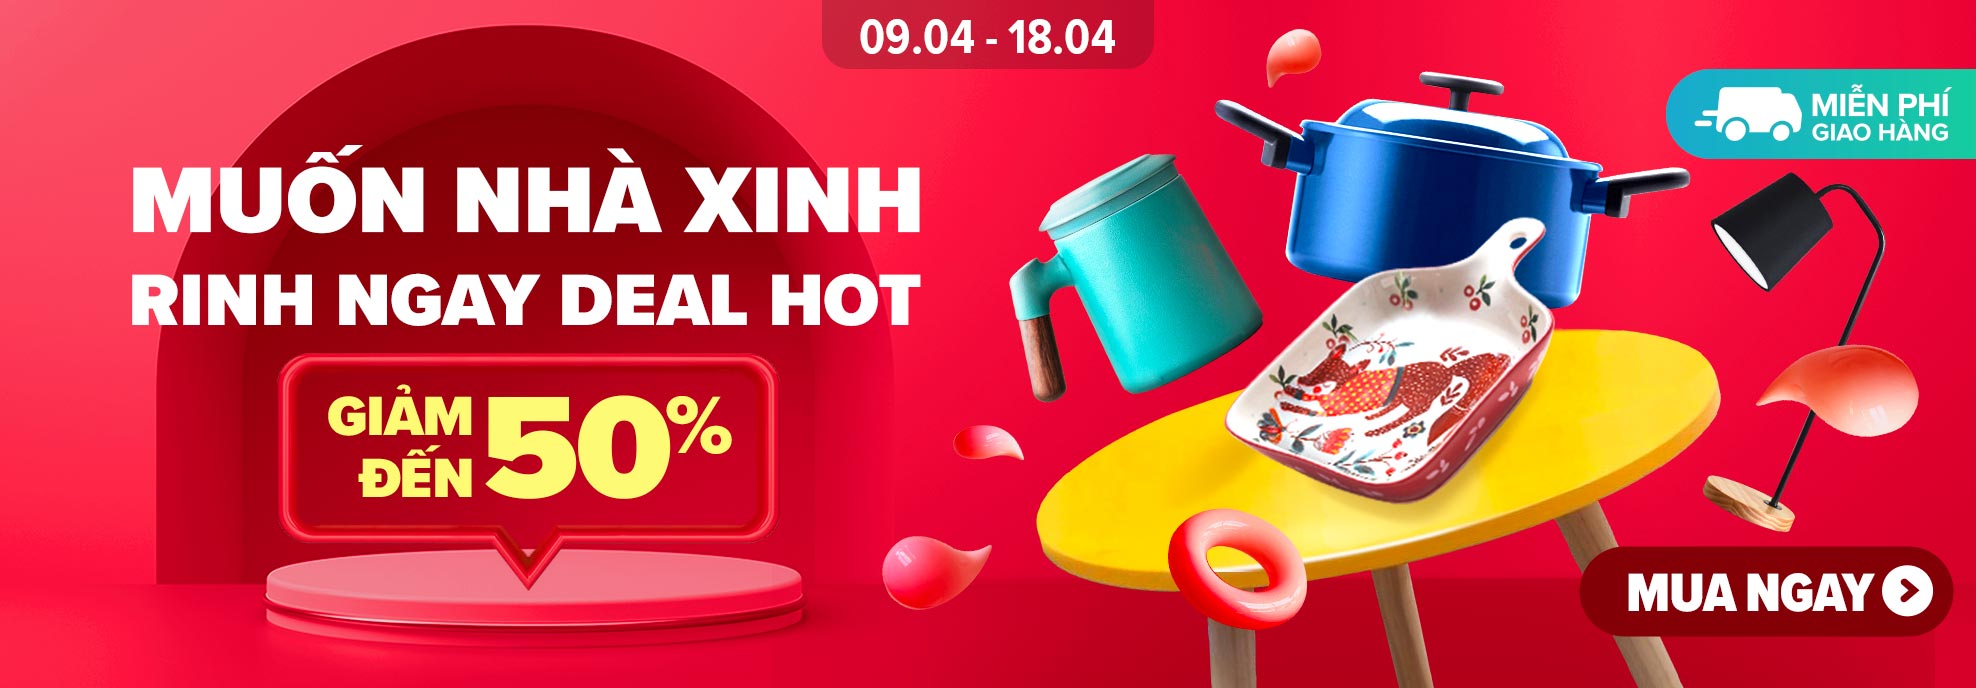 09.04 - 18.04
MIỄN PHÍ
GIAO HÀNG
MUỐN NHÀ XINH
RINH NGAY DEAL HOT
GIẢM
ĐẾN
50%
MUA NGAY